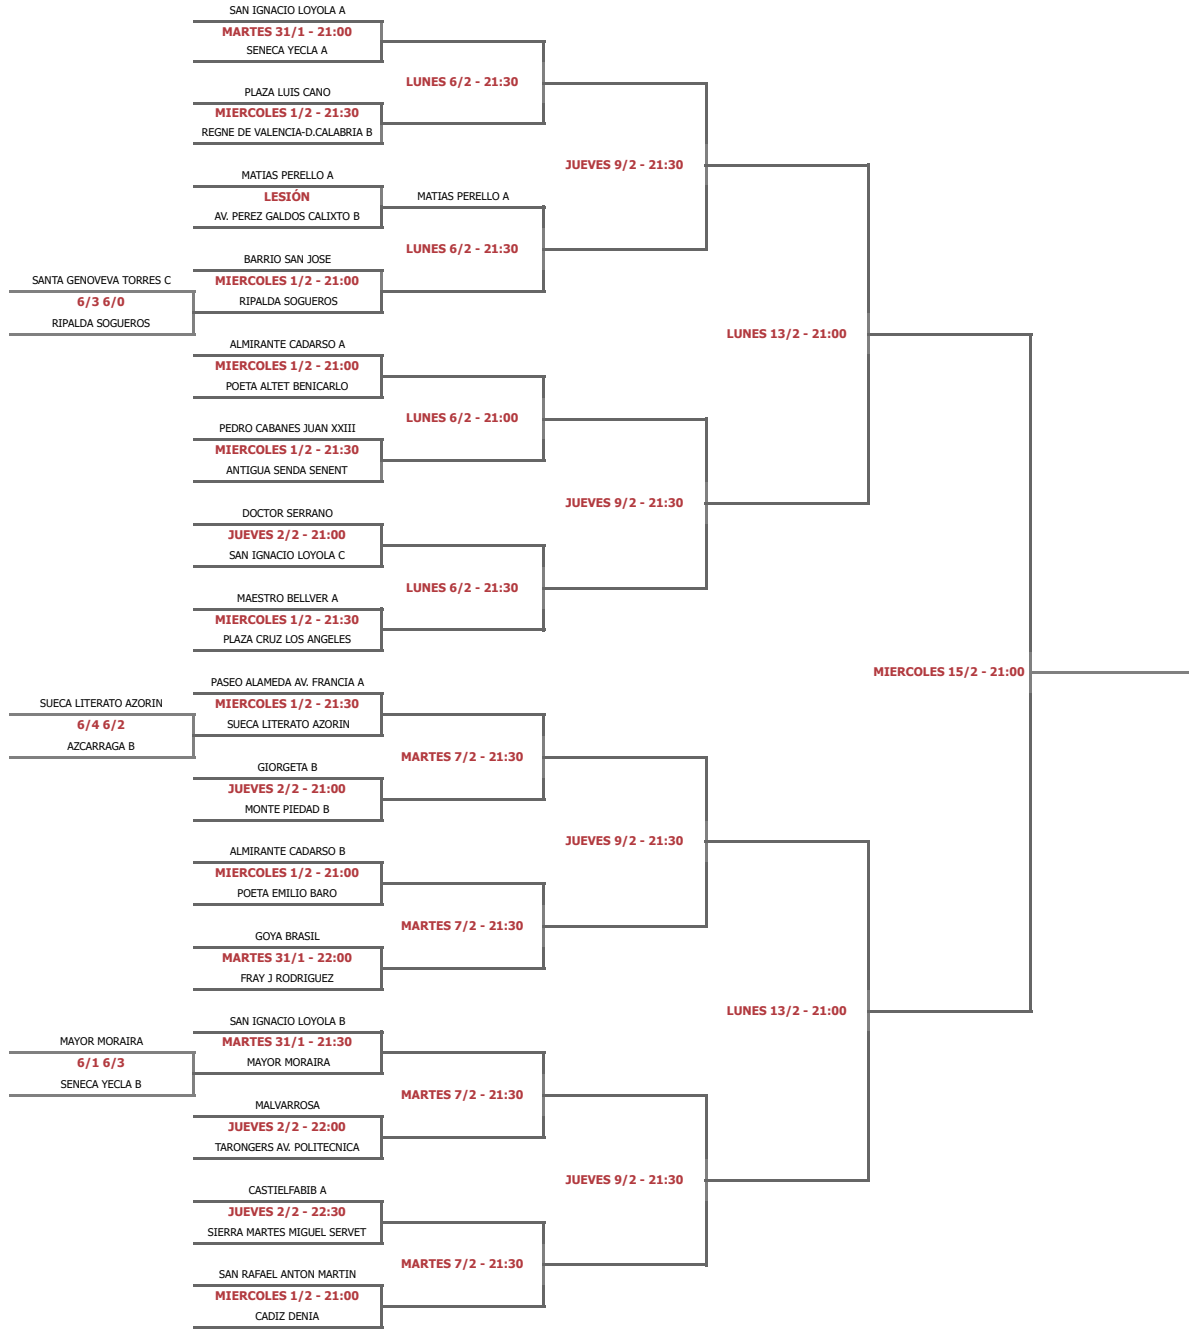 SAN IGNACIO LOYOLA A
MARTES 31/1 - 21:00
SENECA YECLA A
LUNES 6/2 - 21:30
PLAZA LUIS CANO
MIERCOLES 1/2 - 21:30
REGNE DE VALENCIA-D.CALABRIA B
JUEVES 9/2 - 21:30
MATIAS PERELLO A
LESIÓN
MATIAS PERELLO A
AV. PEREZ GALDOS CALIXTO B
LUNES 6/2 - 21:30
BARRIO SAN JOSE
SANTA GENOVEVA TORRES C
MIERCOLES 1/2 - 21:00
6/3 6/0
RIPALDA SOGUEROS
RIPALDA SOGUEROS
LUNES 13/2 - 21:00
ALMIRANTE CADARSO A
MIERCOLES 1/2 - 21:00
POETA ALTET BENICARLO
LUNES 6/2 - 21:00
PEDRO CABANES JUAN XXIII
MIERCOLES 1/2 - 21:30
ANTIGUA SENDA SENENT
JUEVES 9/2 - 21:30
DOCTOR SERRANO
JUEVES 2/2 - 21:00
SAN IGNACIO LOYOLA C
LUNES 6/2 - 21:30
MAESTRO BELLVER A
MIERCOLES 1/2 - 21:30
PLAZA CRUZ LOS ANGELES
MIERCOLES 15/2 - 21:00
PASEO ALAMEDA AV. FRANCIA A
SUECA LITERATO AZORIN
MIERCOLES 1/2 - 21:30
6/4 6/2
SUECA LITERATO AZORIN
AZCARRAGA B
MARTES 7/2 - 21:30
GIORGETA B
JUEVES 2/2 - 21:00
MONTE PIEDAD B
JUEVES 9/2 - 21:30
ALMIRANTE CADARSO B
MIERCOLES 1/2 - 21:00
POETA EMILIO BARO
MARTES 7/2 - 21:30
GOYA BRASIL
MARTES 31/1 - 22:00
FRAY J RODRIGUEZ
LUNES 13/2 - 21:00
SAN IGNACIO LOYOLA B
MAYOR MORAIRA
MARTES 31/1 - 21:30
6/1 6/3
MAYOR MORAIRA
SENECA YECLA B
MARTES 7/2 - 21:30
MALVARROSA
JUEVES 2/2 - 22:00
TARONGERS AV. POLITECNICA
JUEVES 9/2 - 21:30
CASTIELFABIB A
JUEVES 2/2 - 22:30
SIERRA MARTES MIGUEL SERVET
MARTES 7/2 - 21:30
SAN RAFAEL ANTON MARTIN
MIERCOLES 1/2 - 21:00
CADIZ DENIA